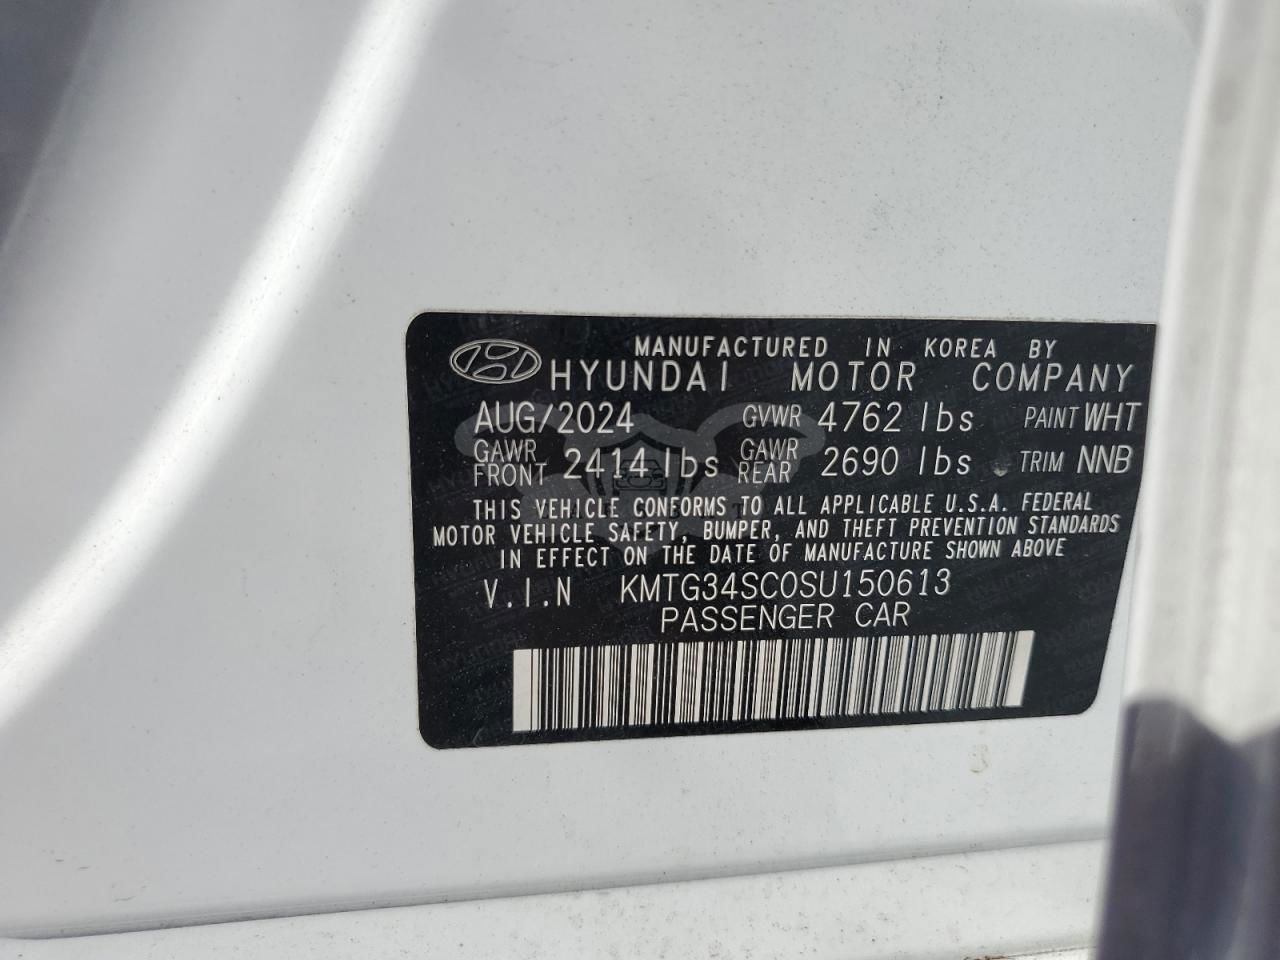 MANUFACTURED IN KOREA BY
HYUNDAI MOTOR COMPANY
AUG/2024 GVWR 4762 lbs PAINT WHT
GAWR FRONT 2414 lbs GAWR REAR 2690 lbs TRIM NNB
THIS VEHICLE CONFORMS TO ALL APPLICABLE U.S.A. FEDERAL
MOTOR VEHICLE SAFETY, BUMPER, AND THEFT PREVENTION STANDARDS
IN EFFECT ON THE DATE OF MANUFACTURE SHOWN ABOVE
V.I.N KMTG34SC0SU150613
PASSENGER CAR